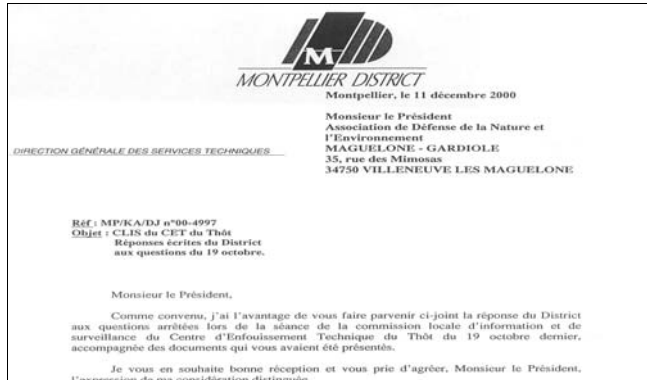 M
MONTPELLIER DISTRICT
Montpellier, le 11 décembre 2000
Monsieur le Président
Association de Défense de la Nature et
l'Environnement
MAGUELONE - GARDIOLE
35, rue des Mimosas
34750 VILLENEUVE LES MAGUELONE
DIRECTION GÉNÉRALE DES SERVICES TECHNIQUES
Réf : MP/KA/DJ n°00-4997
Objet : CLIS du CET du Thôt
Réponses écrites du District
aux questions du 19 octobre.
Monsieur le Président,
Comme convenu, j'ai l'avantage de vous faire parvenir ci-joint la réponse du District
aux questions arrêtées lors de la séance de la commission locale d'information et de
surveillance du Centre d'Enfouissement Technique du Thôt du 19 octobre dernier,
accompagnée des documents qui vous avaient été présentés.
Je vous en souhaite bonne réception et vous prie d'agréer, Monsieur le Président,
l'expression de ma considération distinguée.